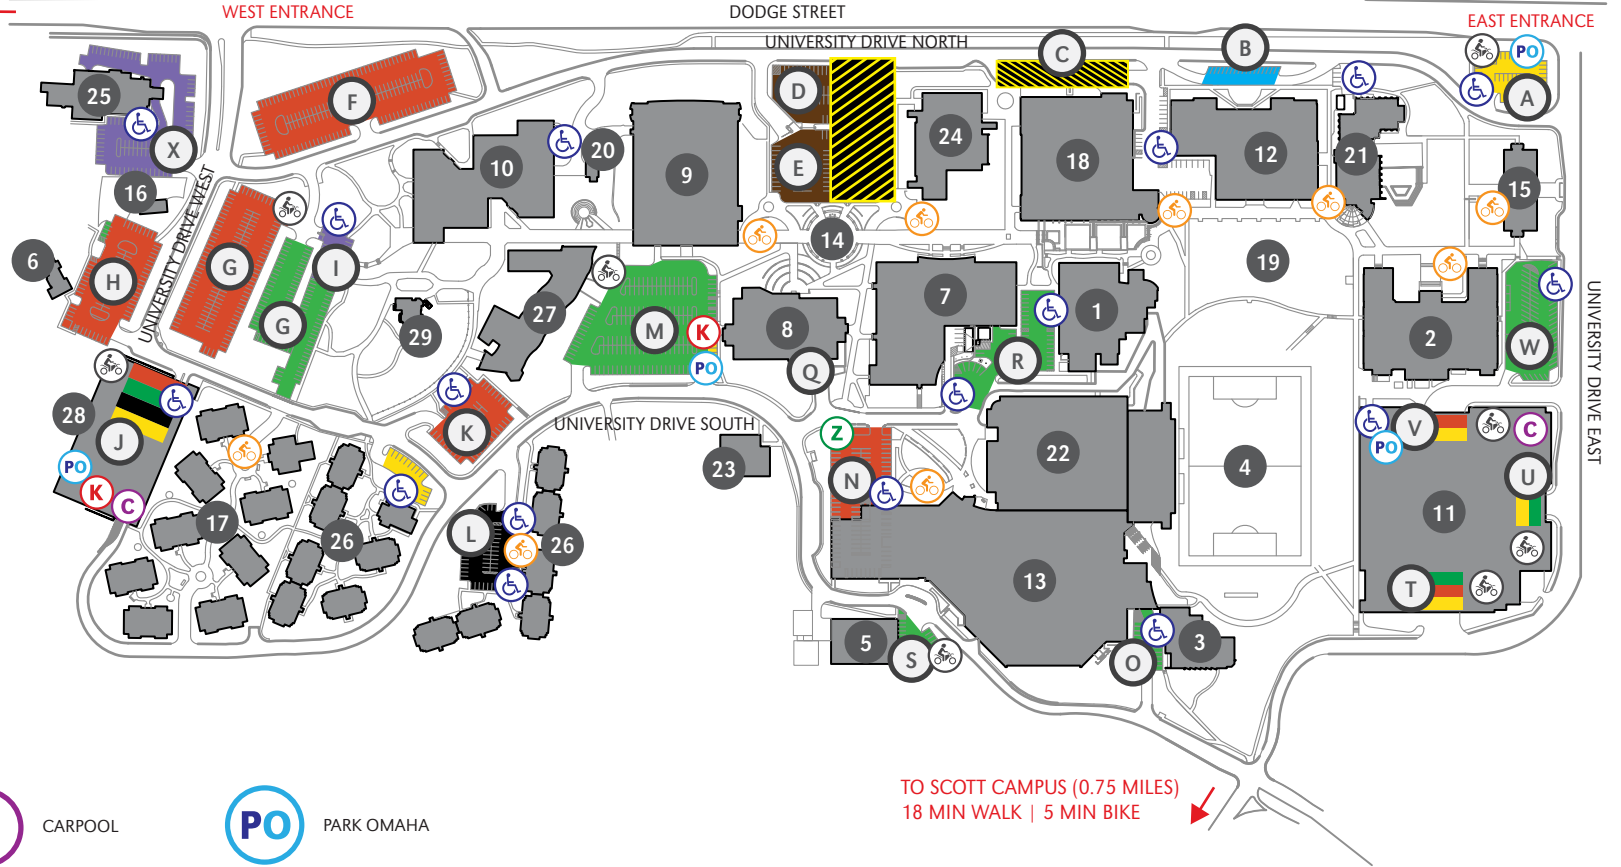 WEST ENTRANCE
DODGE STREET
EAST ENTRANCE
UNIVERSITY DRIVE NORTH
C
B
PO
A
25
F
D
X
E
24
18
12
21
10
20
9
16
15
UNIVERSITY DRIVE WEST
6
H
G
I
14
19
G
27
29
M
K
PO
8
Q
7
1
R
2
W
UNIVERSITY DRIVE EAST
28
J
PO
K
C
K
UNIVERSITY DRIVE SOUTH
Z
23
N
22
4
V
PO
C
U
11
T
17
26
L
26
13
5
S
O
3
TO SCOTT CAMPUS (0.75 MILES)
18 MIN WALK | 5 MIN BIKE
CARPOOL
PO
PARK OMAHA